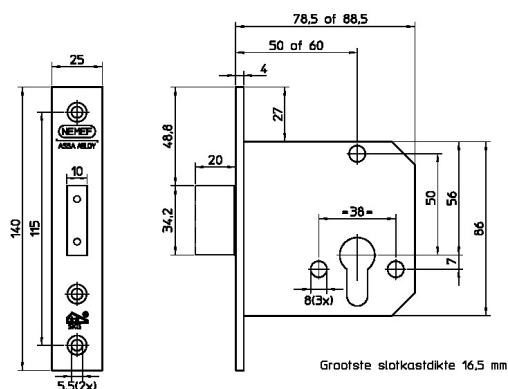 78,5 of 88,5
50 of 60
25
4
27
48,8
NEMEF
ASSA ABLOY
20
10
34,2
140
115
50
56
86
=38=
7
8(3x)
SKG
5.5(2x)
Grootste slotkastdikte 16,5 mm